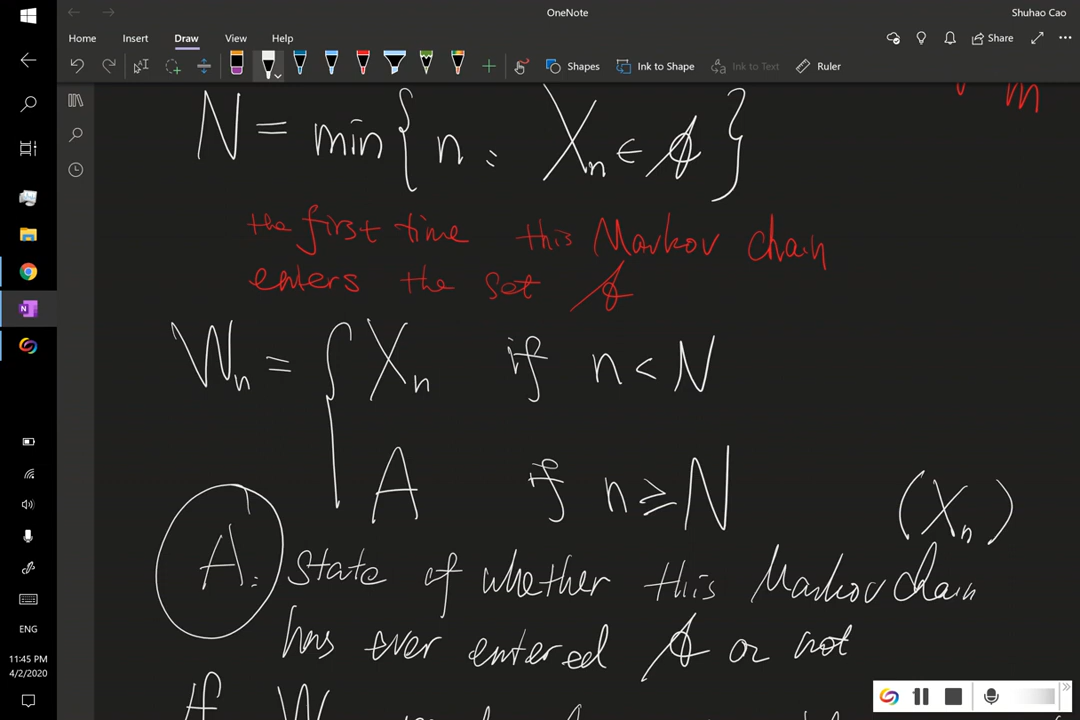 OneNote
Shuhao Cao
Home Insert Draw View Help
Share
Shapes Ink to Shape Ink to Text Ruler
m
N = min{ n : Xn ∈ 𝒜 }
the first time this Markov chain
enters the set 𝒜
Wn = { Xn if n < N
A if n ≥ N
(Xn)
A: State of whether this Markov chain
has ever entered 𝒜 or not
If W
ENG
11:45 PM
4/2/2020